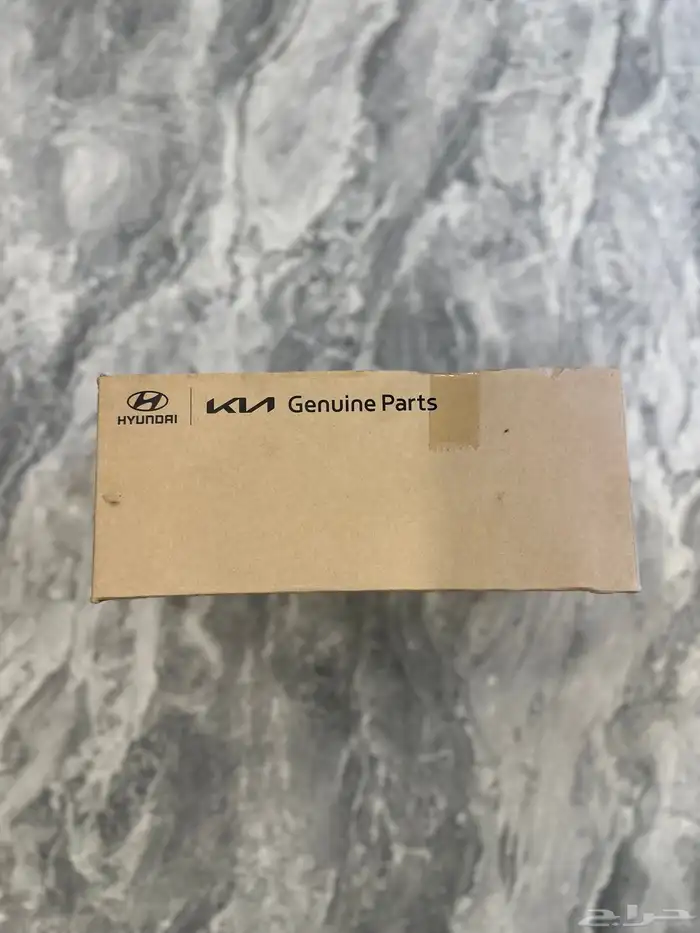 HYUNDAI
KIA Genuine Parts
حراج